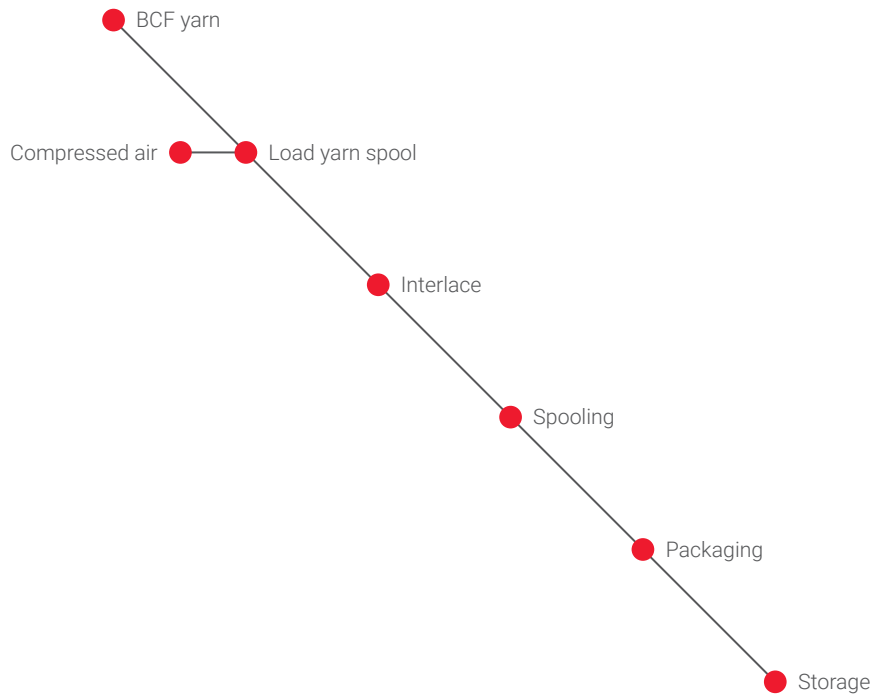 BCF yarn
Compressed air
Load yarn spool
Interlace
Spooling
Packaging
Storage